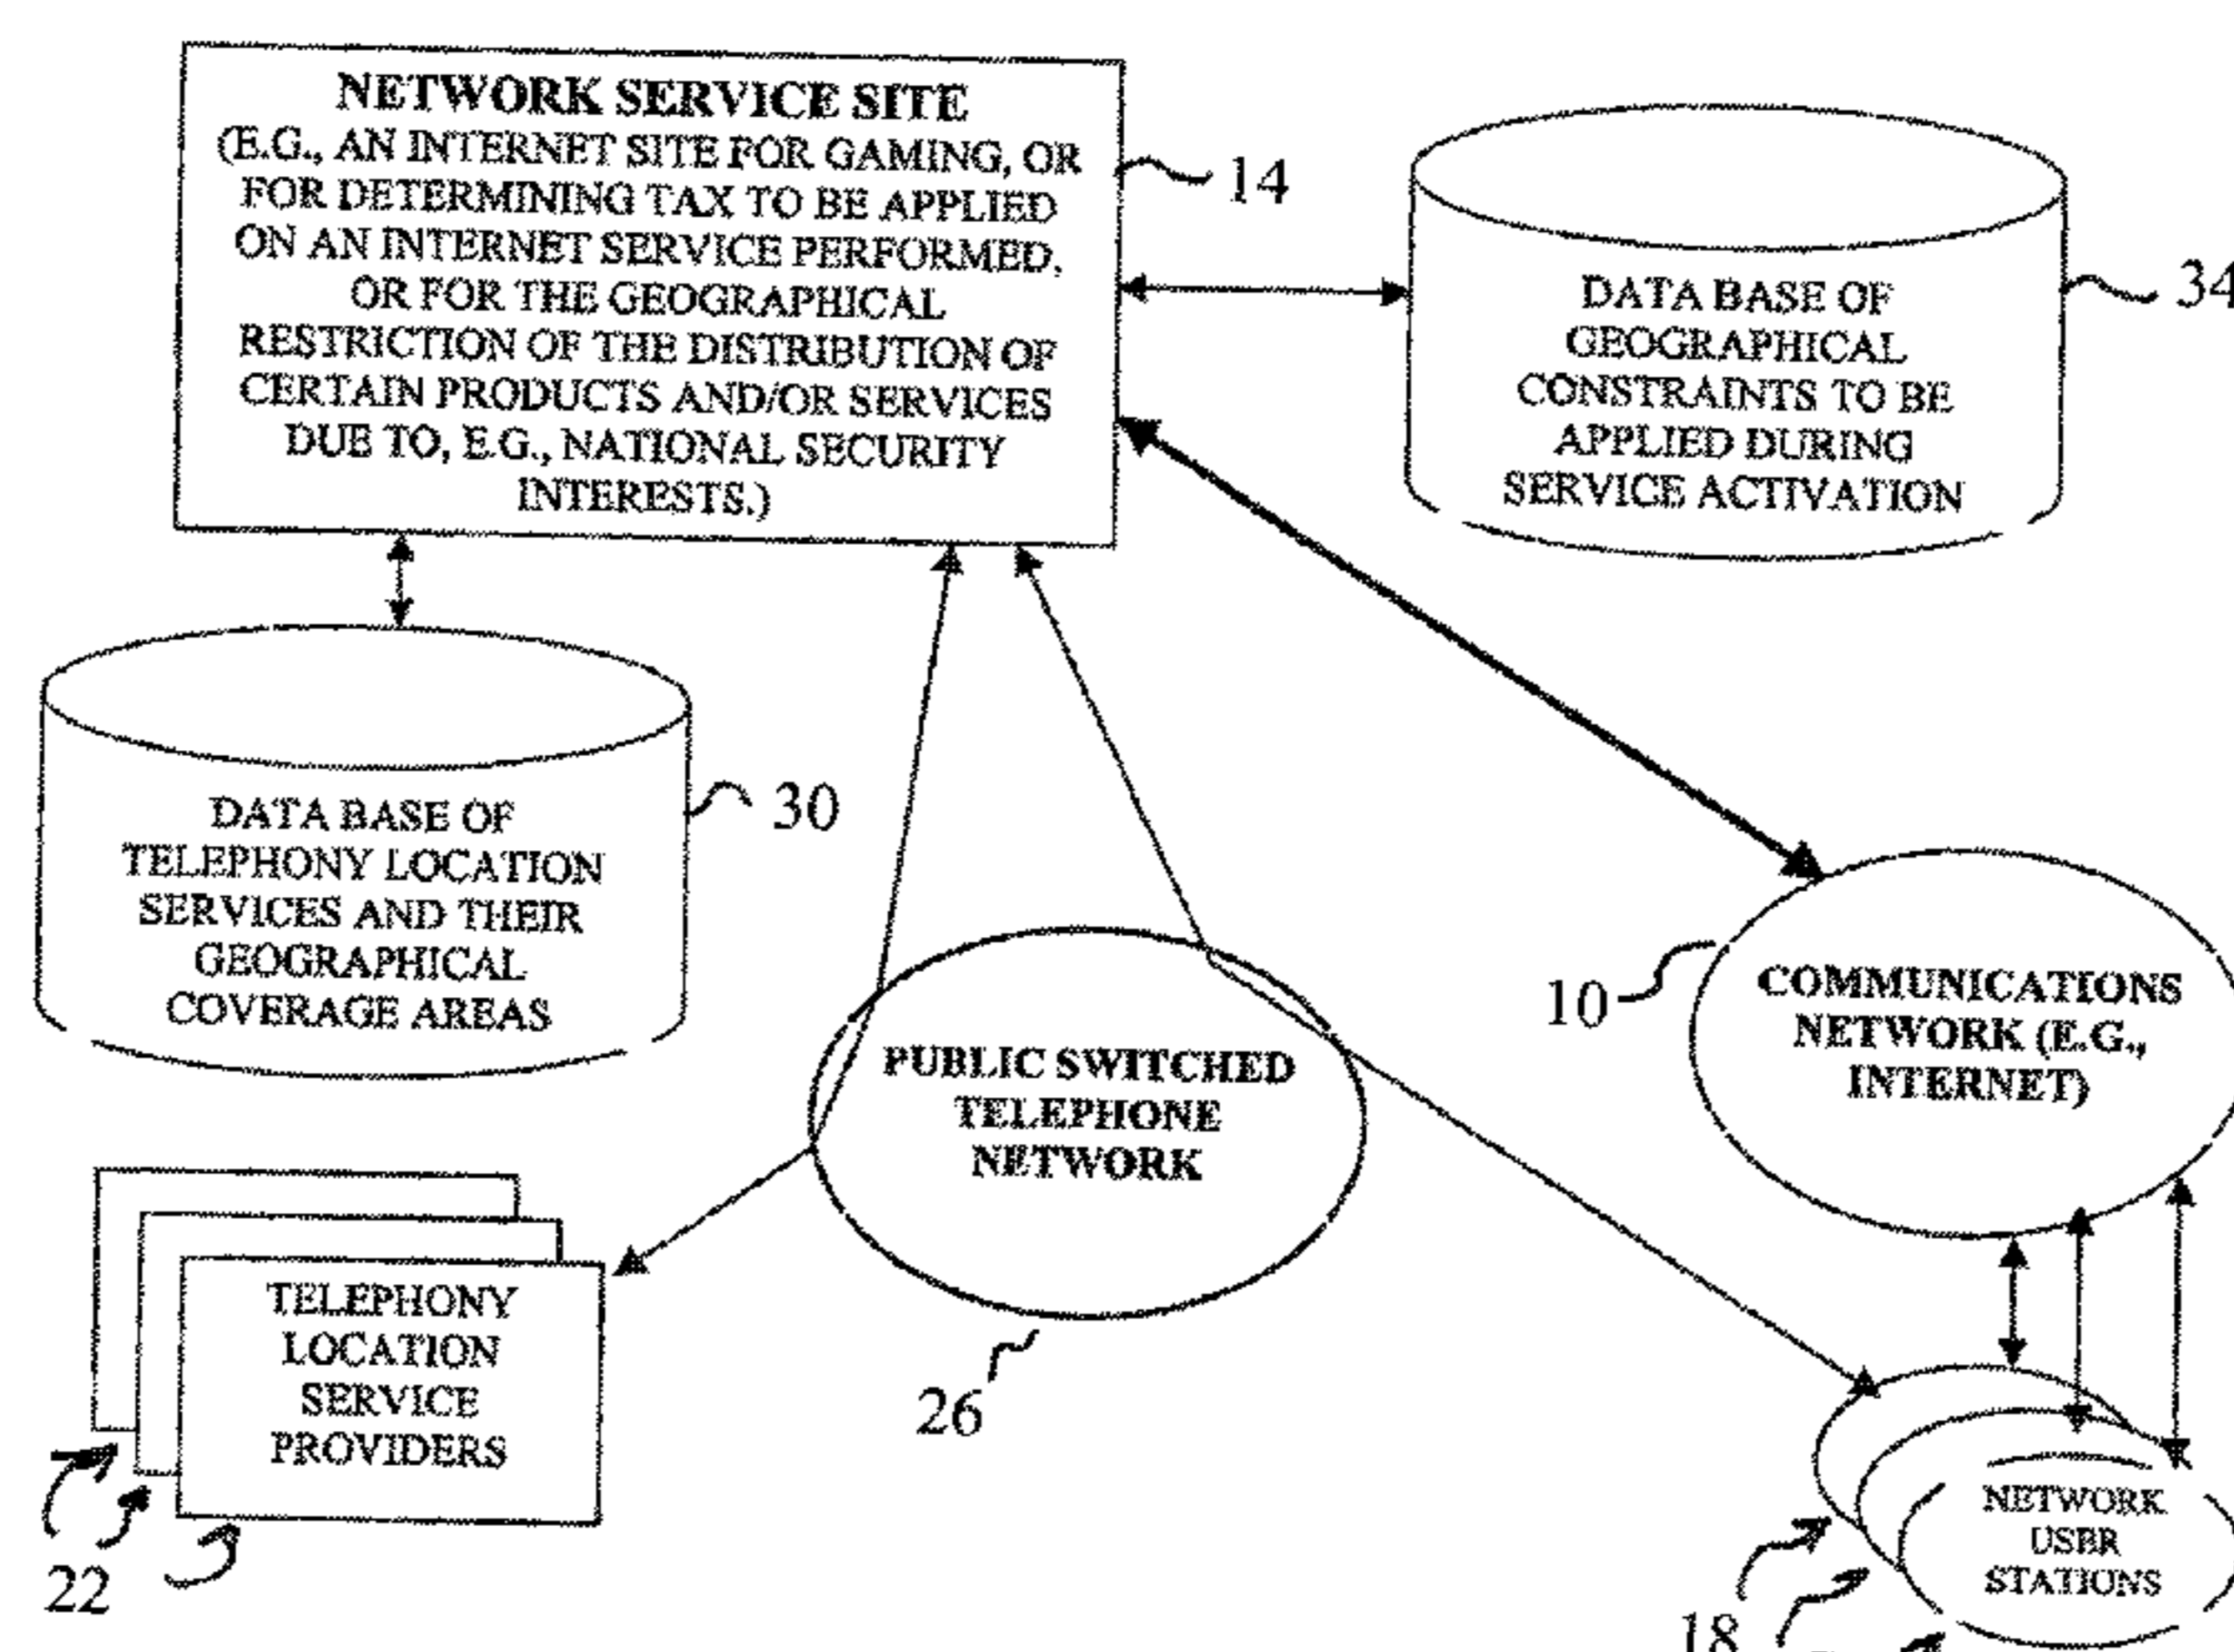 NETWORK SERVICE SITE
(E.G., AN INTERNET SITE FOR GAMING, OR
FOR DETERMINING TAX TO BE APPLIED
ON AN INTERNET SERVICE PERFORMED,
OR FOR THE GEOGRAPHICAL
RESTRICTION OF THE DISTRIBUTION OF
CERTAIN PRODUCTS AND/OR SERVICES
DUE TO, E.G., NATIONAL SECURITY
INTERESTS.)
14
DATA BASE OF
GEOGRAPHICAL
CONSTRAINTS TO BE
APPLIED DURING
SERVICE ACTIVATION
34
DATA BASE OF
TELEPHONY LOCATION
SERVICES AND THEIR
GEOGRAPHICAL
COVERAGE AREAS
30
PUBLIC SWITCHED
TELEPHONE
NETWORK
26
10
COMMUNICATIONS
NETWORK (E.G.,
INTERNET)
TELEPHONY
LOCATION
SERVICE
PROVIDERS
22
NETWORK
USER
STATIONS
18